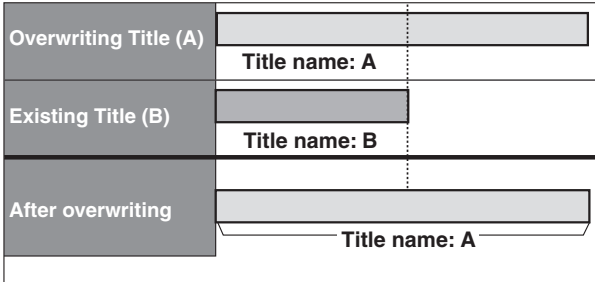 Overwriting Title (A)
Title name: A
Existing Title (B)
Title name: B
After overwriting
Title name: A